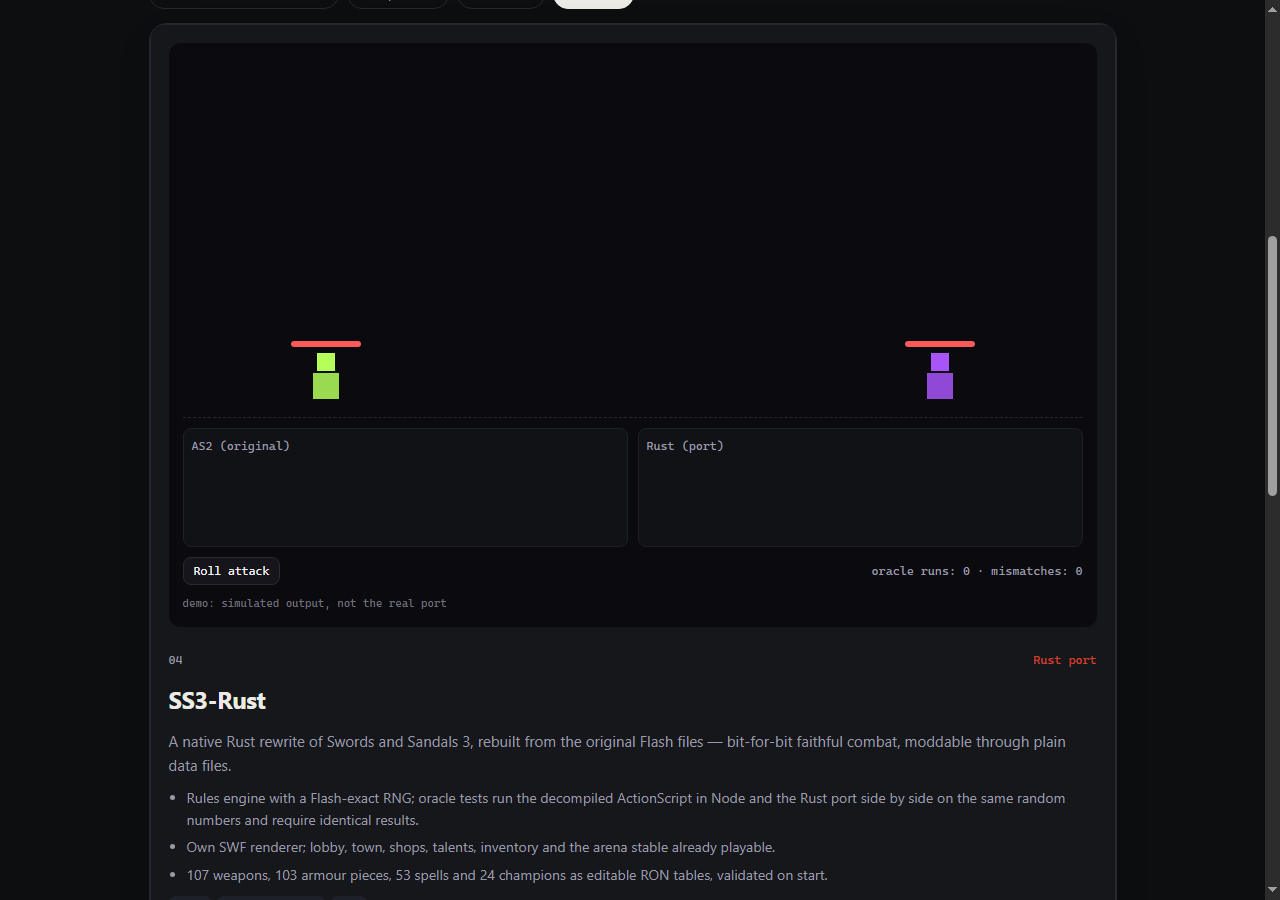 AS2 (original)
Rust (port)
Roll attack
oracle runs: 0 · mismatches: 0
demo: simulated output, not the real port
04
Rust port
SS3-Rust
A native Rust rewrite of Swords and Sandals 3, rebuilt from the original Flash files — bit-for-bit faithful combat, moddable through plain
data files.
Rules engine with a Flash-exact RNG; oracle tests run the decompiled ActionScript in Node and the Rust port side by side on the same random
numbers and require identical results.
Own SWF renderer; lobby, town, shops, talents, inventory and the arena stable already playable.
107 weapons, 103 armour pieces, 53 spells and 24 champions as editable RON tables, validated on start.